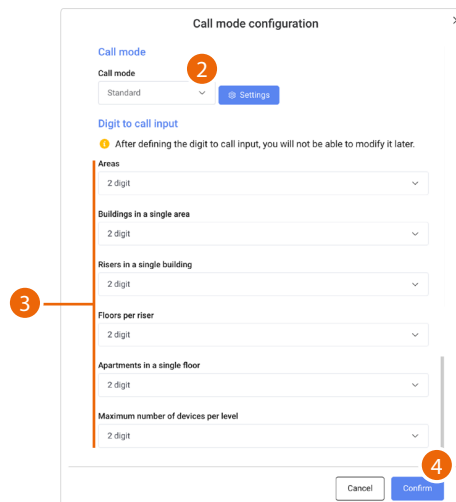 Call mode configuration
Call mode
Call mode
2
Standard
Settings
Digit to call input
After defining the digit to call input, you will not be able to modify it later.
Areas
2 digit
Buildings in a single area
2 digit
Risers in a single building
2 digit
3
Floors per riser
2 digit
Apartments in a single floor
2 digit
Maximum number of devices per level
2 digit
4
Cancel
Confirm